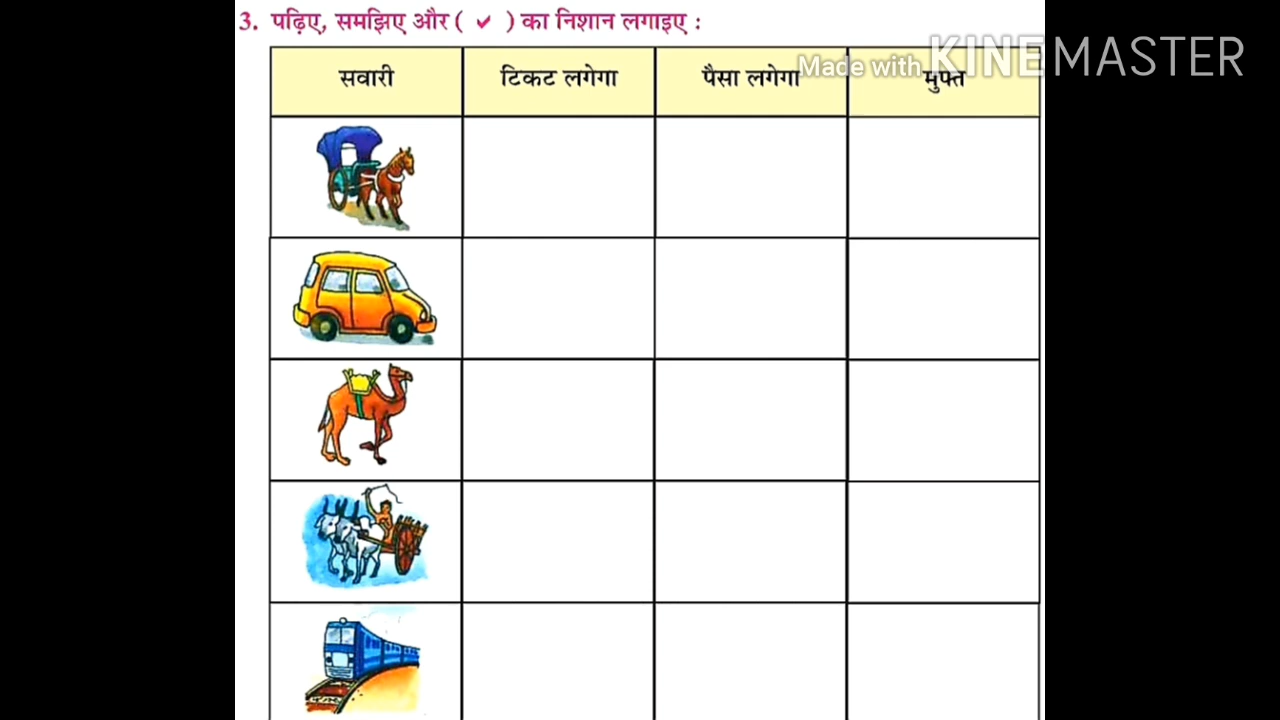 3. पढ़िए, समझिए और ( ✓ ) का निशान लगाइए :
Made with KINEMASTER
सवारी टिकट लगेगा पैसा लगेगा मुफ्त